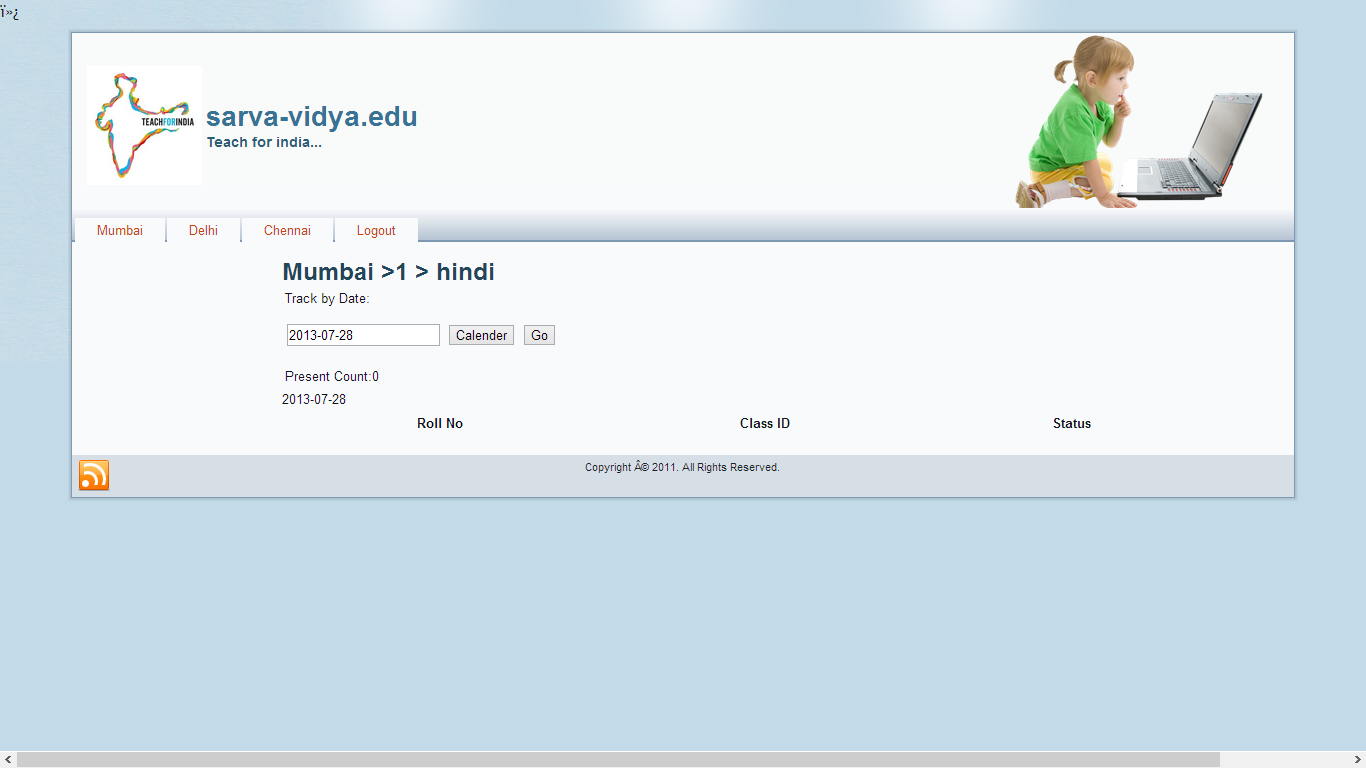 ï»¿
TEACHFORINDIA
sarva-vidya.edu
Teach for india...
Mumbai Delhi Chennai Logout
Mumbai >1 > hindi
Track by Date:
2013-07-28 Calender Go
Present Count:0
2013-07-28
Roll No Class ID Status
Copyright Â© 2011. All Rights Reserved.